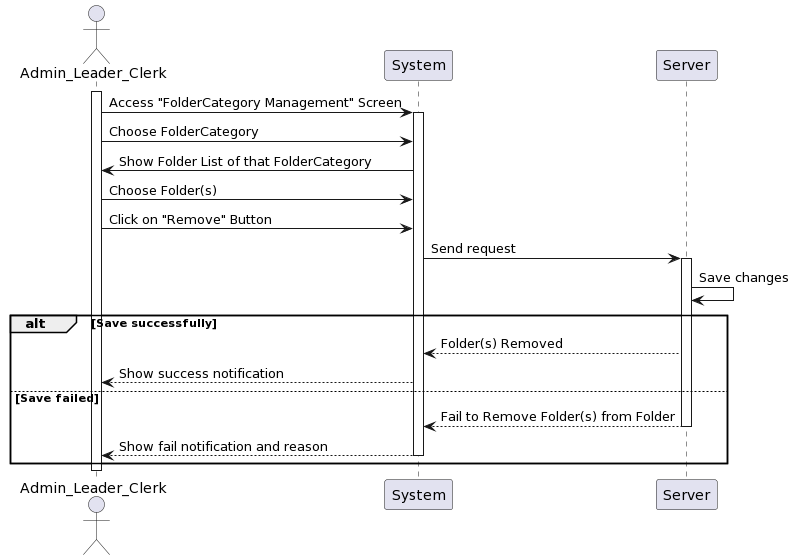 Admin_Leader_Clerk
System
Server
Access "FolderCategory Management" Screen
Choose FolderCategory
Show Folder List of that FolderCategory
Choose Folder(s)
Click on "Remove" Button
Send request
Save changes
alt [Save successfully]
Folder(s) Removed
Show success notification
[Save failed]
Fail to Remove Folder(s) from Folder
Show fail notification and reason
Admin_Leader_Clerk
System
Server